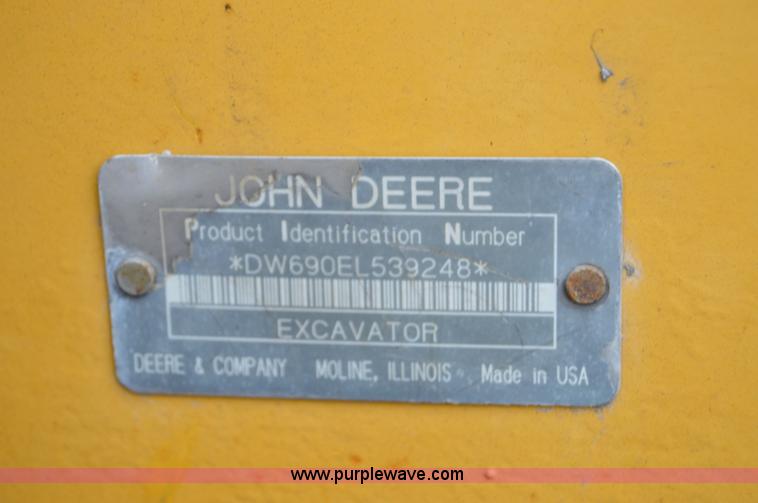 JOHN DEERE
Product Identification Number
*DW690EL539248*
EXCAVATOR
DEERE & COMPANY MOLINE, ILLINOIS Made in USA
www.purplewave.com